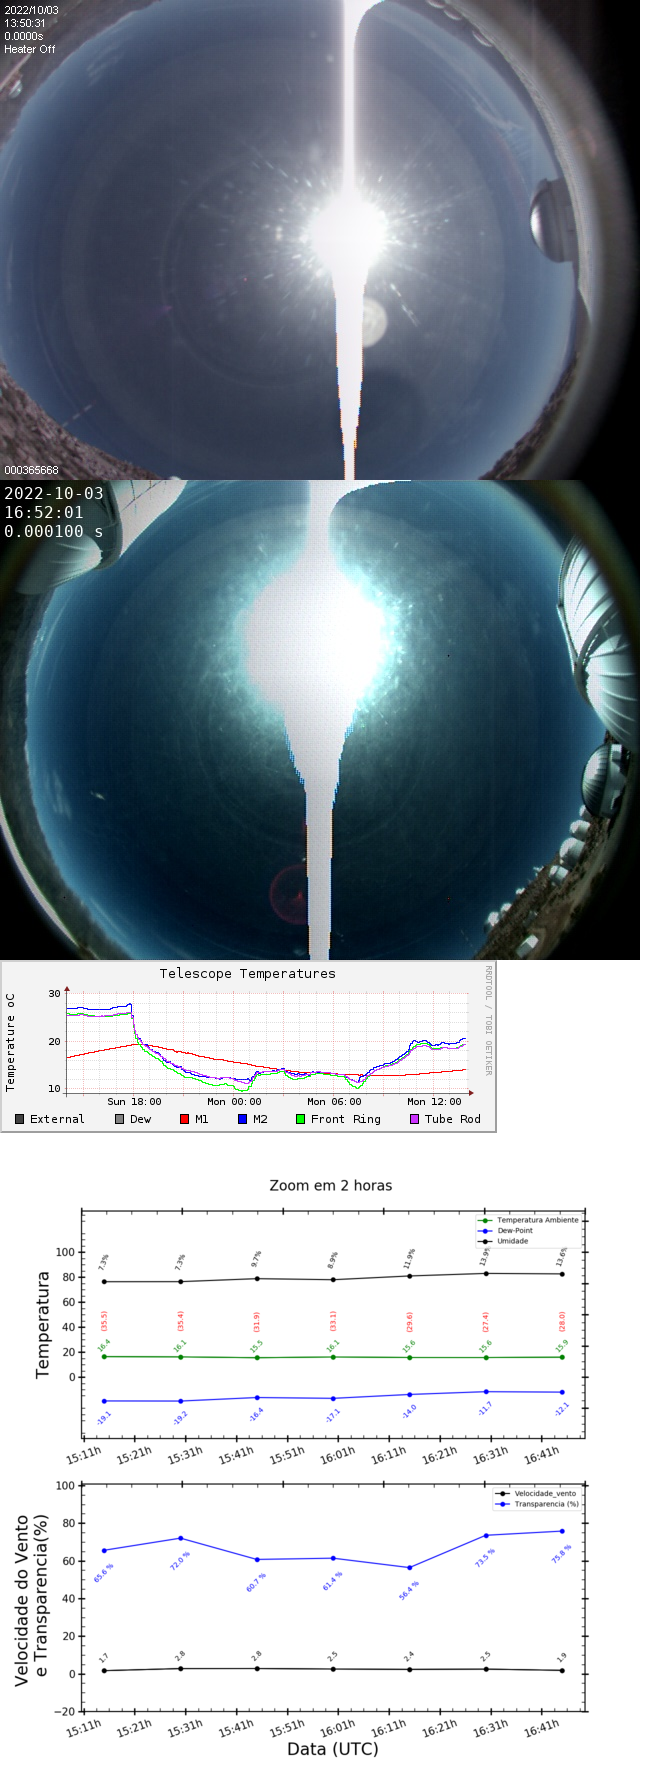 2022/10/03
13:50:31
0.0000s
Heater Off
000365668
2022-10-03
16:52:01
0.000100 s
Telescope Temperatures
RRDTOOL / TOBI OETIKER
Temperature oC
30
20
10
Sun 18:00 Mon 00:00 Mon 06:00 Mon 12:00
External Dew M1 M2 Front Ring Tube Rod
Zoom em 2 horas
Temperatura
Temperatura Ambiente
Dew-Point
Umidade
100
80
60
40
20
0
7.3% 7.3% 9.7% 8.9% 11.9% 13.9% 13.6%
(35.5) (35.4) (31.9) (33.1) (29.6) (27.4) (28.0)
16.4 16.1 15.5 16.1 15.6 15.6 15.9
-19.1 -19.2 -16.4 -17.1 -14.0 -11.7 -12.1
15:11h 15:21h 15:31h 15:41h 15:51h 16:01h 16:11h 16:21h 16:31h 16:41h
Velocidade do Vento
e Transparencia(%)
Velocidade_vento
Transparencia (%)
100
80
60
40
20
0
−20
65.6 % 72.0 % 60.7 % 61.4 % 56.4 % 73.5 % 75.8 %
1.7 2.8 2.8 2.5 2.4 2.5 1.9
15:11h 15:21h 15:31h 15:41h 15:51h 16:01h 16:11h 16:21h 16:31h 16:41h
Data (UTC)